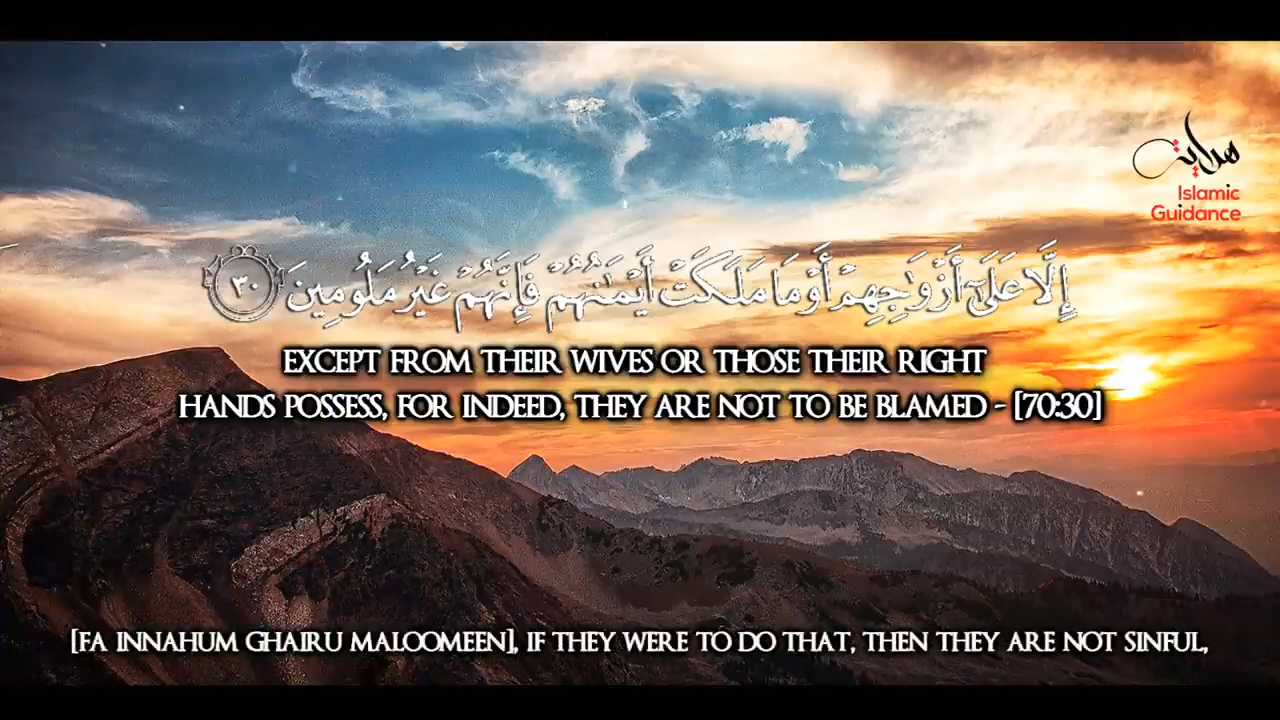 هداية
Islamic
Guidance
إِلَّا عَلَىٰٓ أَزْوَٰجِهِمْ أَوْ مَا مَلَكَتْ أَيْمَٰنُهُمْ فَإِنَّهُمْ غَيْرُ مَلُومِينَ ٣٠
EXCEPT FROM THEIR WIVES OR THOSE THEIR RIGHT
HANDS POSSESS, FOR INDEED, THEY ARE NOT TO BE BLAMED - [70:30]
[FA INNAHUM GHAIRU MALOOMEEN], IF THEY WERE TO DO THAT, THEN THEY ARE NOT SINFUL,